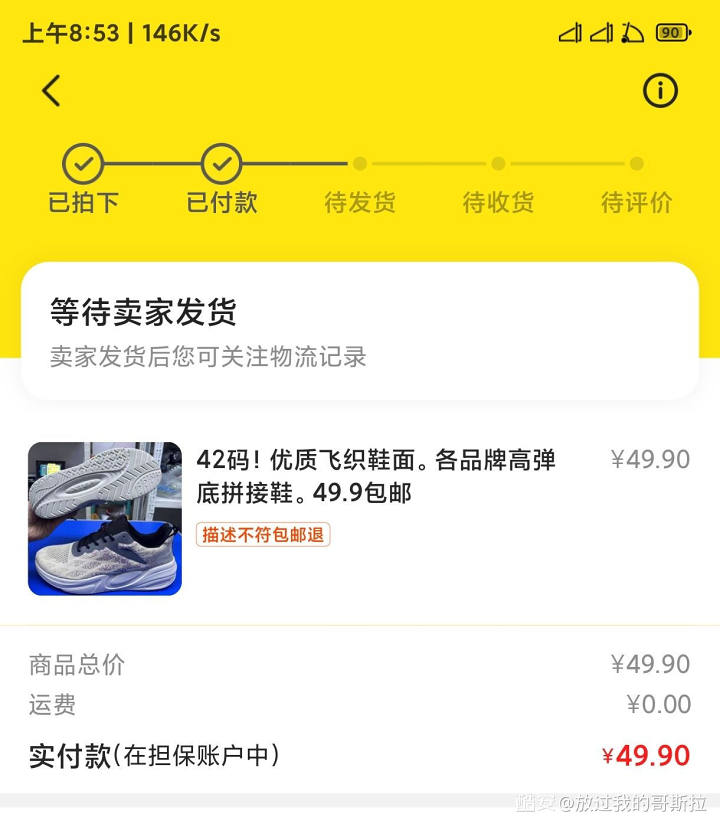 上午8:53 | 146K/s
90
已拍下
已付款
待发货
待收货
待评价
等待卖家发货
卖家发货后您可关注物流记录
42码！优质飞织鞋面。各品牌高弹
¥49.90
底拼接鞋。49.9包邮
描述不符包邮退
商品总价
¥49.90
运费
¥0.00
实付款(在担保账户中)
¥49.90
酷安 @放过我的哥斯拉